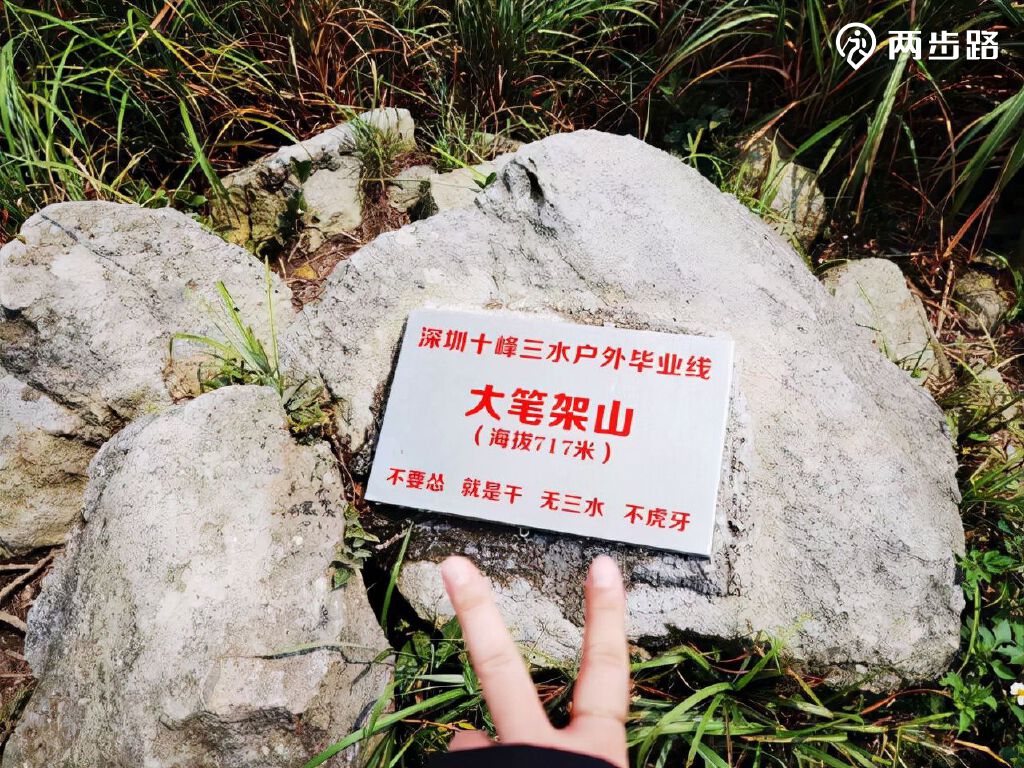 两步路
深圳十峰三水户外毕业线
大笔架山
（海拔717米）
不要怂 就是干 无三水 不虎牙